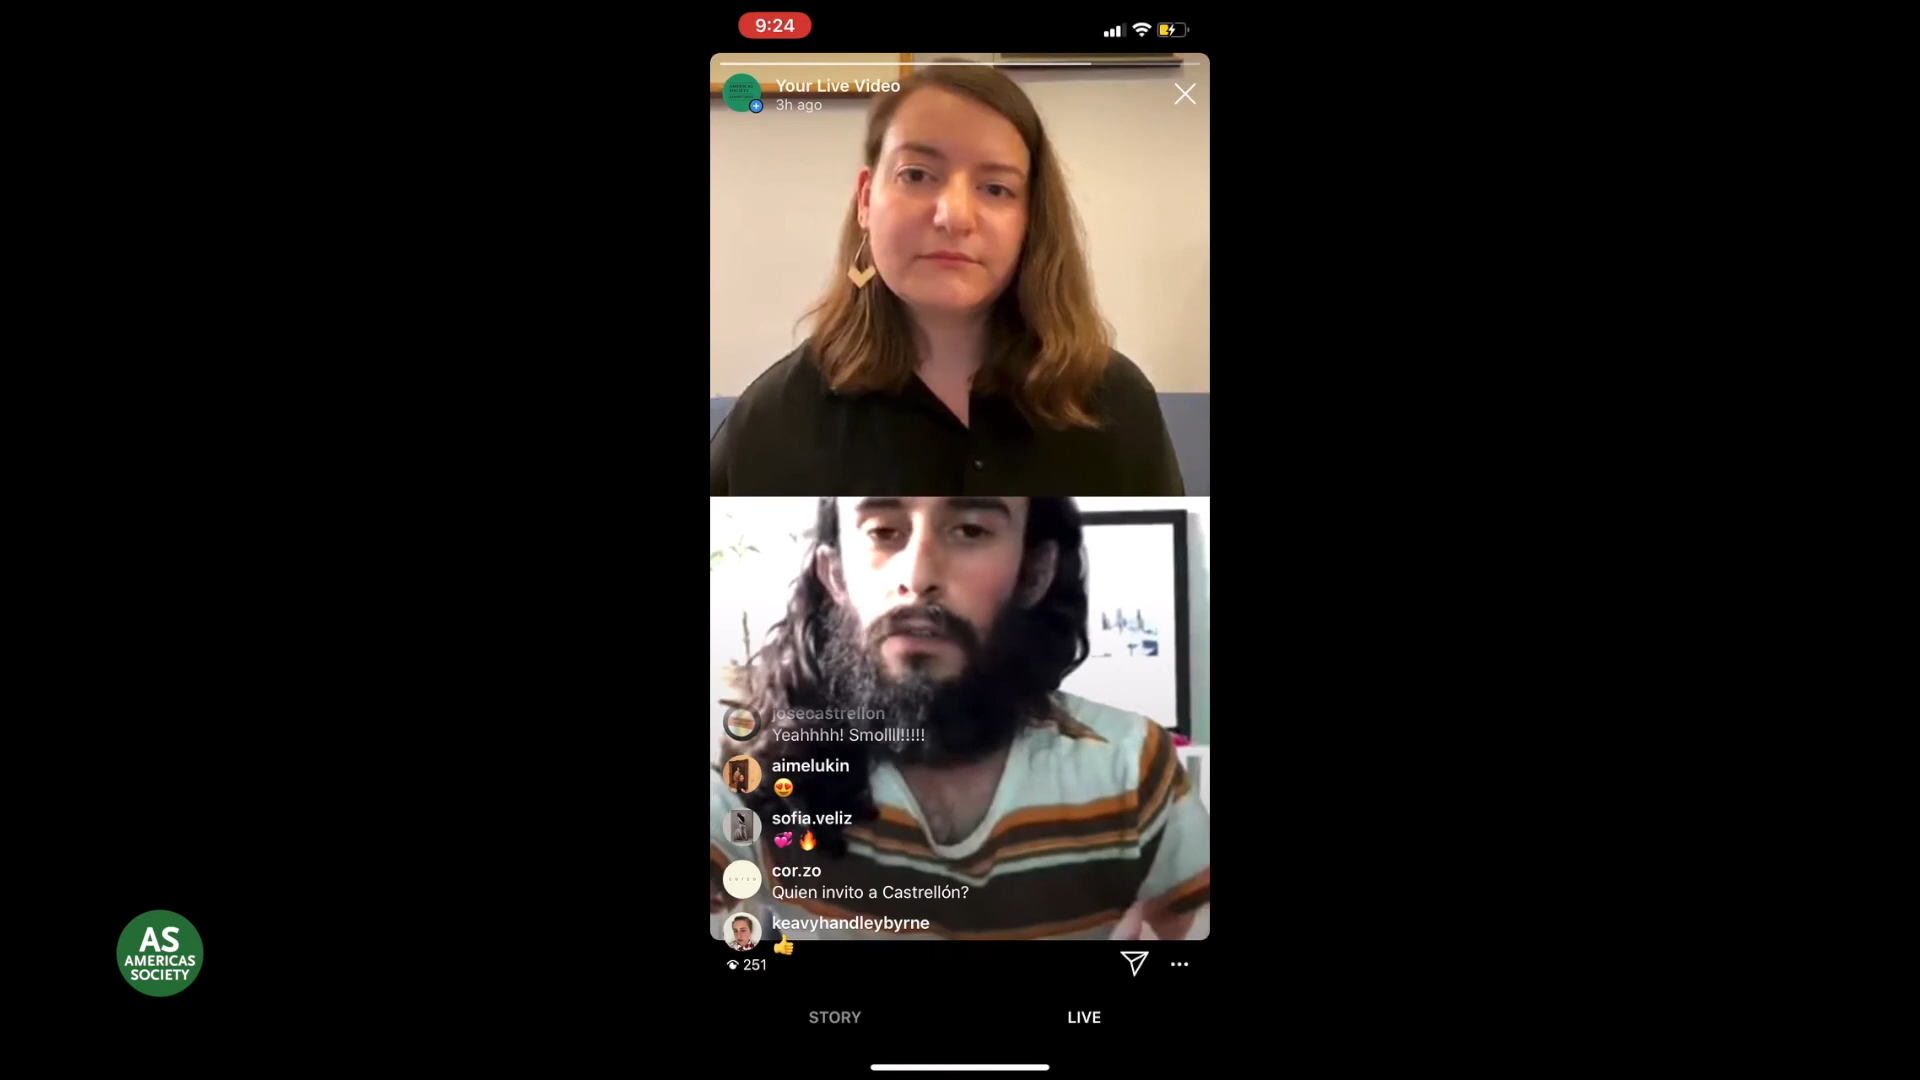 9:24
Your Live Video
3h ago
josecastrellon
Yeahhhh! Smollll!!!!!
aimelukin
😍
sofia.veliz
💞 🔥
cor.zo
Quien invito a Castrellón?
keavyhandleybyrne
👍
251
STORY
LIVE
AS
AMERICAS
SOCIETY